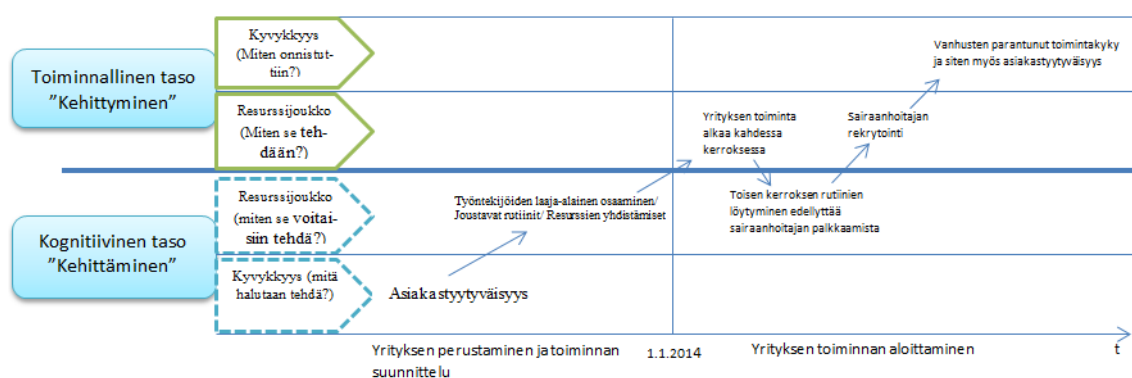 Toiminnallinen taso
”Kehittyminen”
Kyvykkyys
(Miten onnistut-
tiin?)
Vanhusten parantunut toimintakyky
ja siten myös asiakastyytyväisyys
Resurssijoukko
(Miten se teh-
dään?)
Yrityksen toiminta
alkaa kahdessa
kerroksessa
Sairaanhoitajan
rekrytointi
Kognitiivinen taso
”Kehittäminen”
Resurssijoukko
(miten se voitai-
siin tehdä?)
Työntekijöiden laaja-alainen osaaminen/
Joustavat rutiinit/ Resurssien yhdistämiset
Toisen kerroksen rutiinien
löytyminen edellyttää
sairaanhoitajan palkkaamista
Kyvykkyys (mitä
halutaan tehdä?)
Asiakastyytyväisyys
Yrityksen perustaminen ja toiminnan
suunnittelu
1.1.2014
Yrityksen toiminnan aloittaminen
t